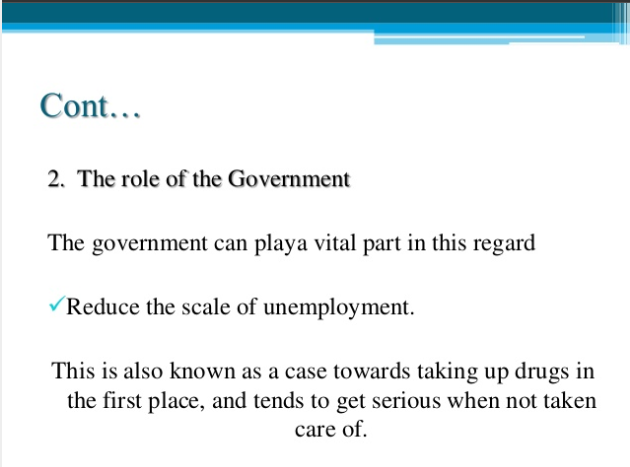 Cont…
2. The role of the Government
The government can playa vital part in this regard
✓Reduce the scale of unemployment.
This is also known as a case towards taking up drugs in
the first place, and tends to get serious when not taken
care of.